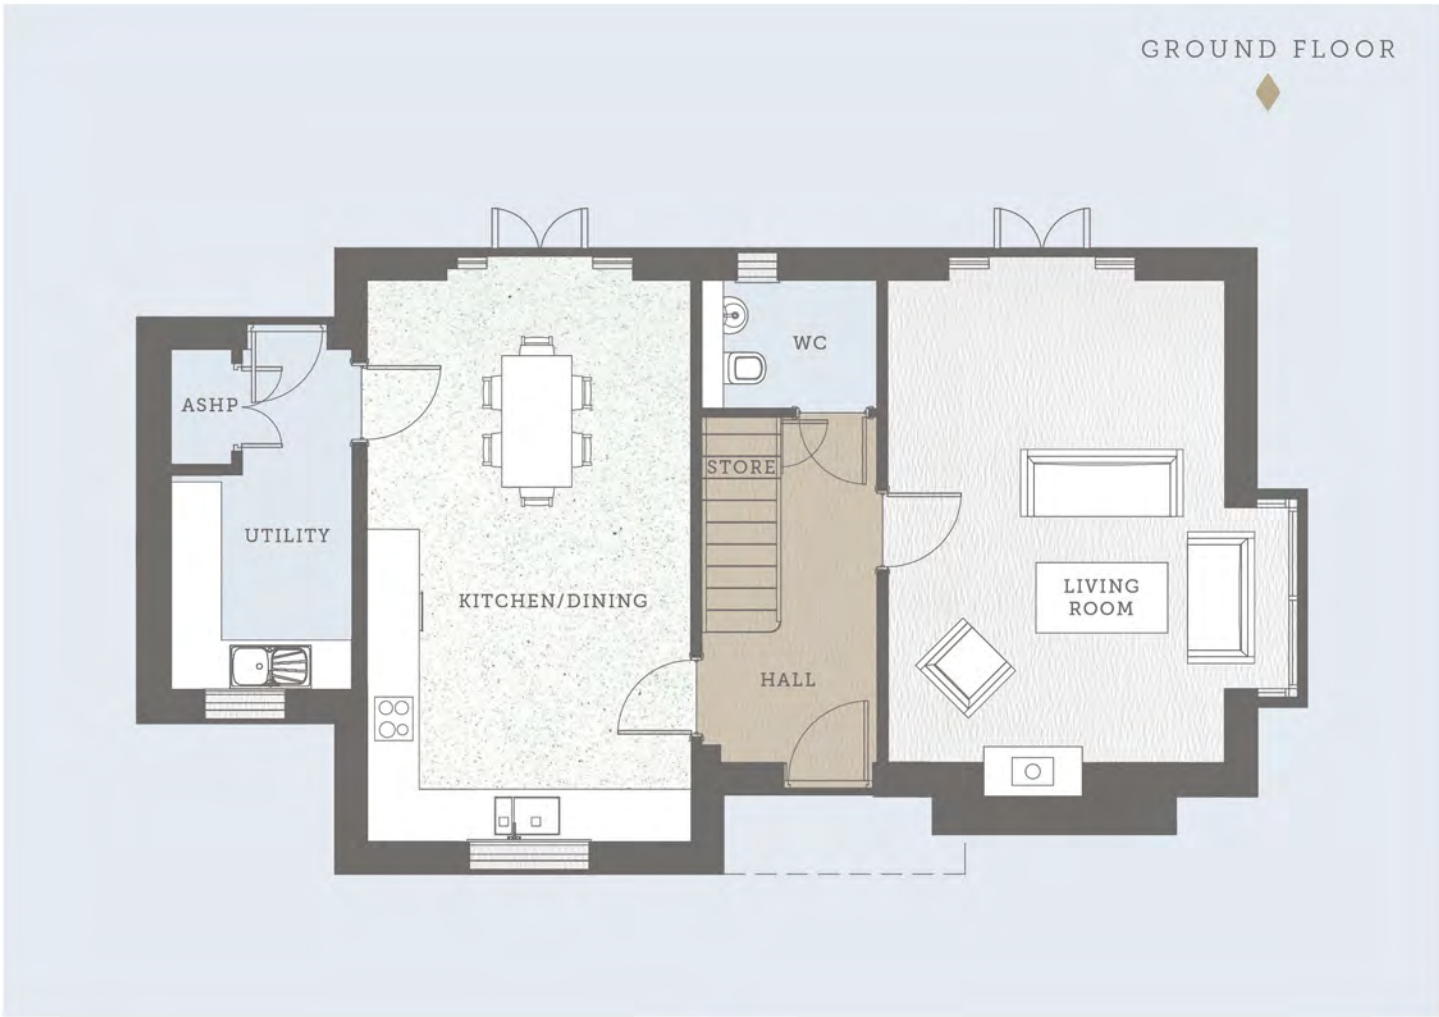 GROUND FLOOR
WC
ASHP
STORE
UTILITY
KITCHEN/DINING
LIVING
ROOM
HALL